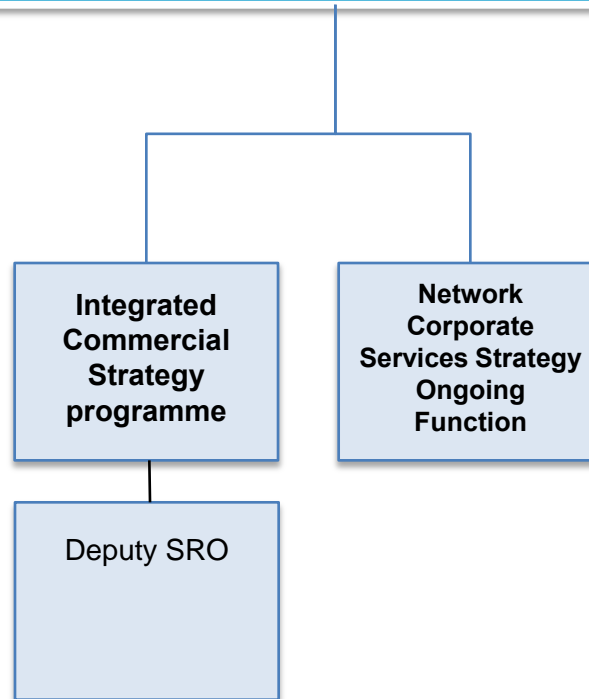 Integrated
Commercial
Strategy
programme
Network
Corporate
Services Strategy
Ongoing
Function
Deputy SRO